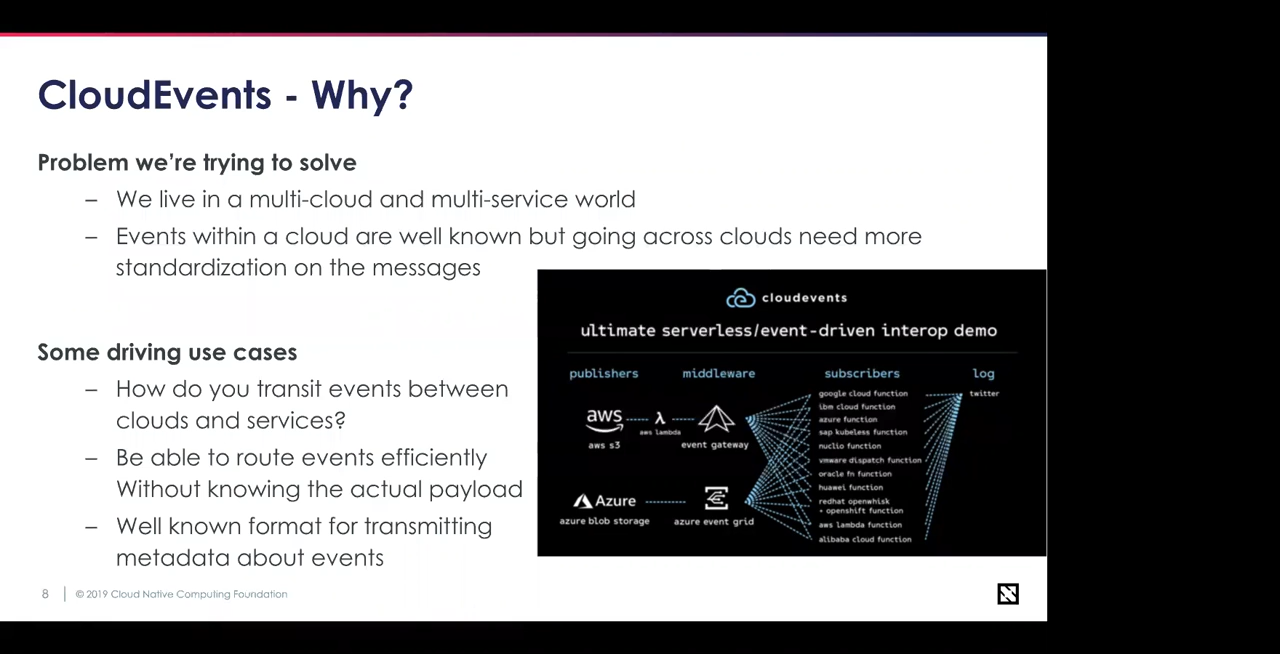 CloudEvents - Why?
Problem we're trying to solve
– We live in a multi-cloud and multi-service world
– Events within a cloud are well known but going across clouds need more
standardization on the messages
Some driving use cases
– How do you transit events between
clouds and services?
– Be able to route events efficiently
Without knowing the actual payload
– Well known format for transmitting
metadata about events
cloudevents
ultimate serverless/event-driven interop demo
publishers middleware subscribers log
aws
aws s3
λ
aws lambda
event gateway
Azure
azure blob storage
azure event grid
google cloud function
ibm cloud function
azure function
sap kubeless function
nuclio function
vmware dispatch function
oracle fn function
huawei function
redhat openwhisk
+ openshift function
aws lambda function
alibaba cloud function
twitter
8 | © 2019 Cloud Native Computing Foundation